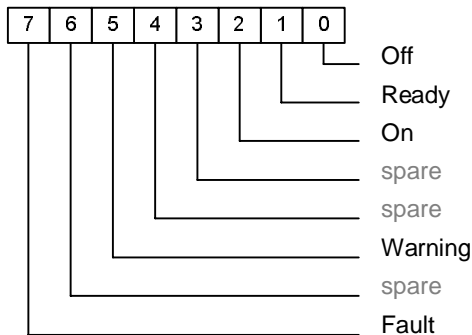 7 6 5 4 3 2 1 0
Off
Ready
On
spare
spare
Warning
spare
Fault